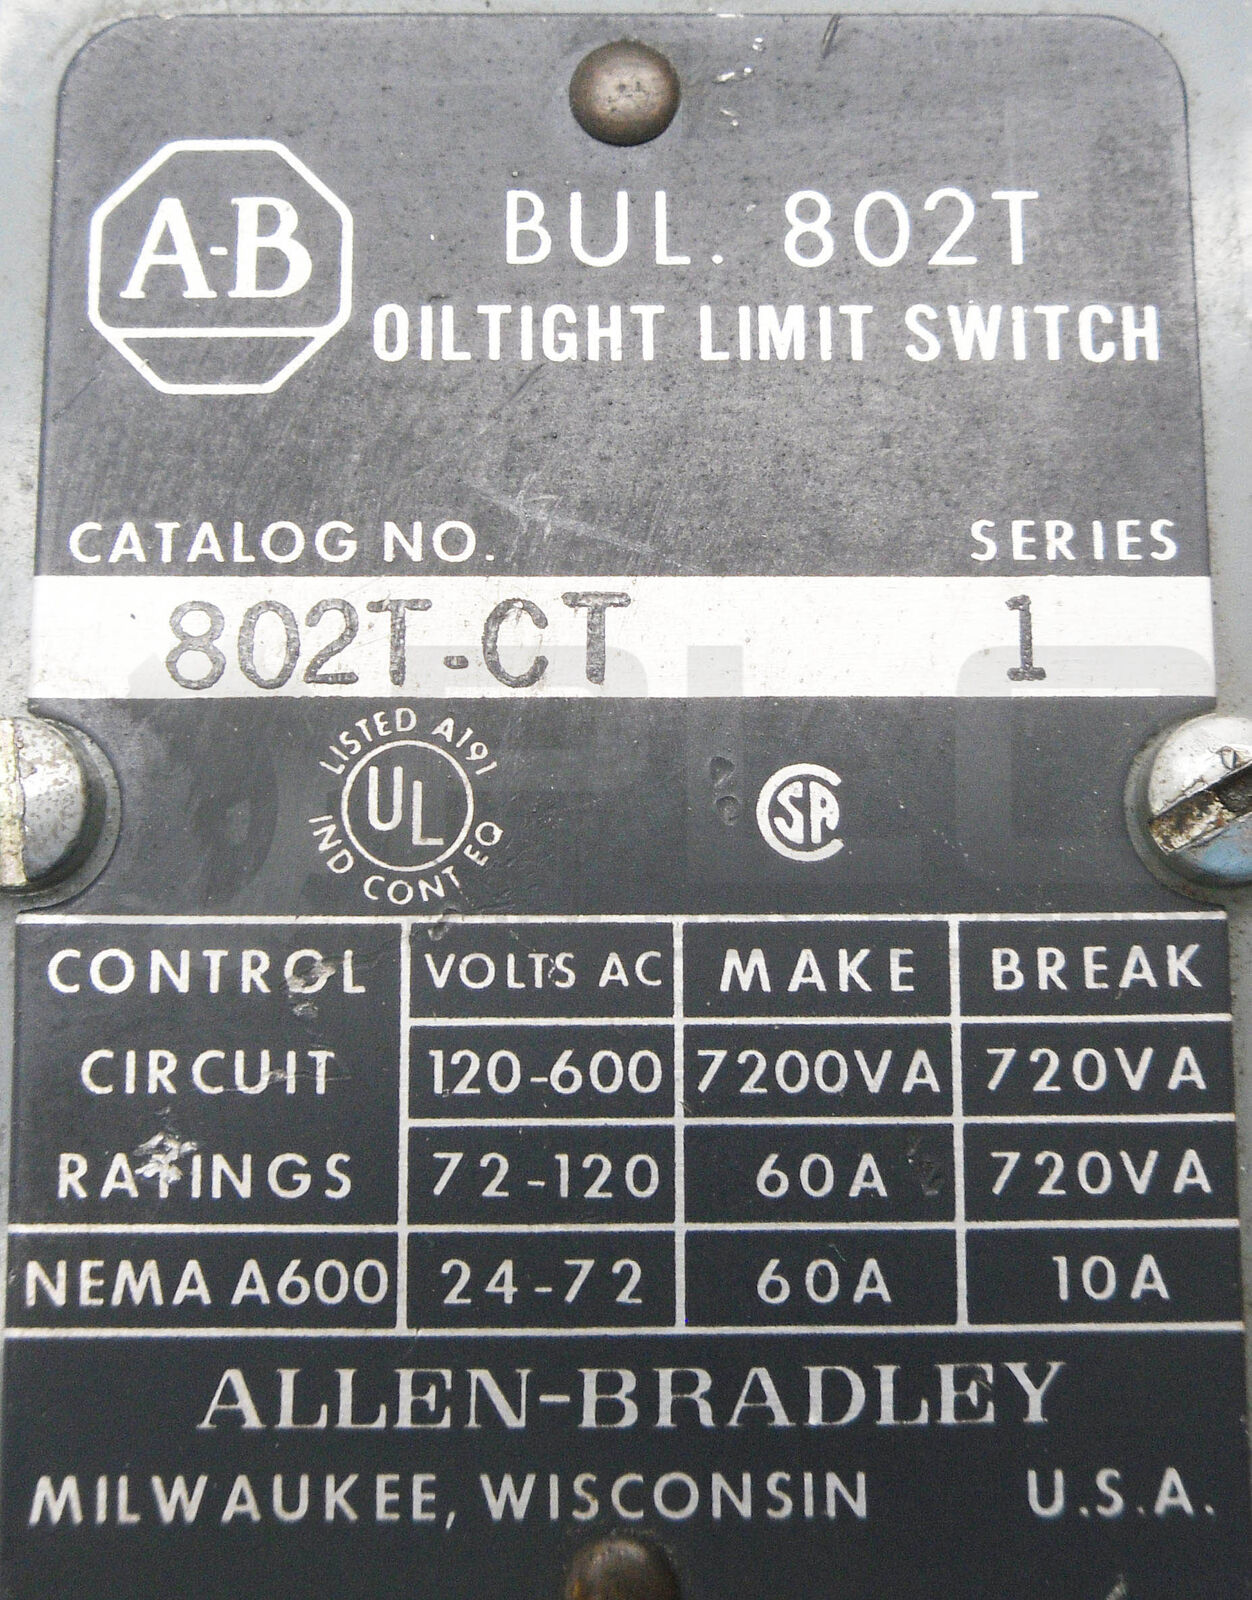 A-B
BUL. 802T
OILTIGHT LIMIT SWITCH
CATALOG NO. SERIES
802T-CT 1
LISTED A191
UL
IND CONT EQ
CSA
CONTROL VOLTS AC MAKE BREAK
CIRCUIT 120-600 7200VA 720VA
RATINGS 72-120 60A 720VA
NEMA A600 24-72 60A 10A
ALLEN-BRADLEY
MILWAUKEE, WISCONSIN U.S.A.